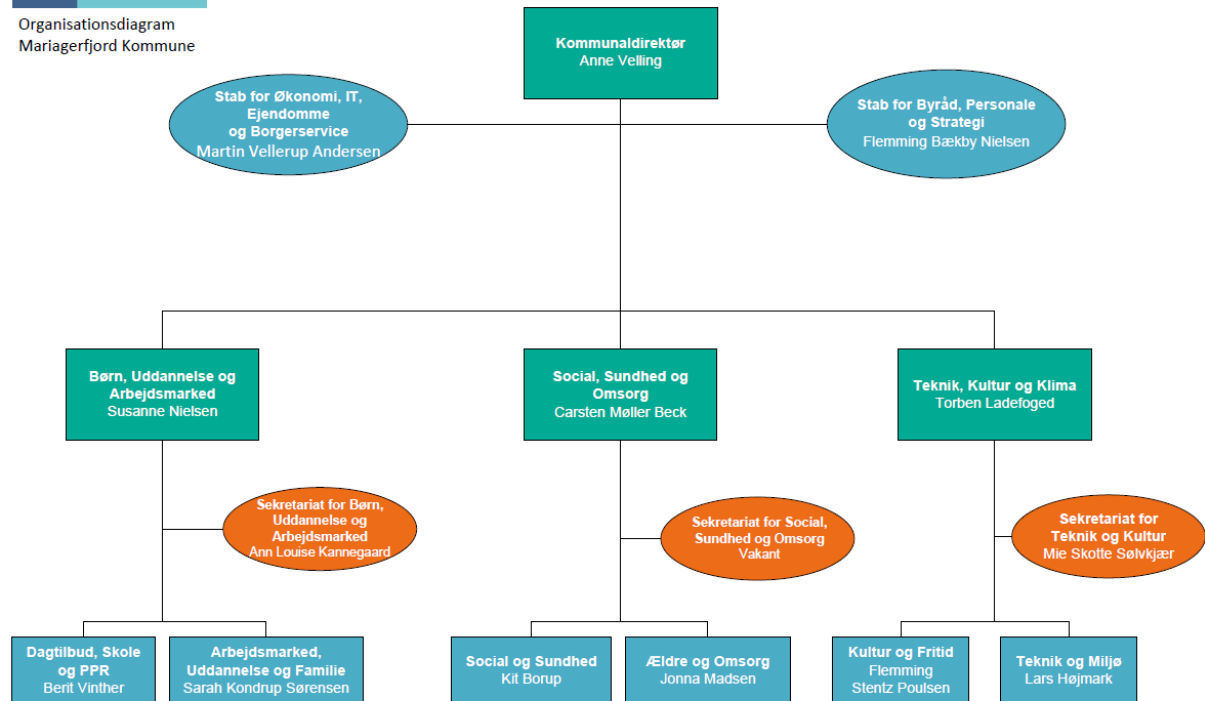 Organisationsdiagram
Mariagerfjord Kommune
Kommunaldirektør
Anne Velling
Stab for Økonomi, IT,
Ejendomme
og Borgerservice
Martin Vellerup Andersen
Stab for Byråd, Personale
og Strategi
Flemming Bækby Nielsen
Børn, Uddannelse og
Arbejdsmarked
Susanne Nielsen
Social, Sundhed og
Omsorg
Carsten Møller Beck
Teknik, Kultur og Klima
Torben Ladefoged
Sekretariat for Børn,
Uddannelse og
Arbejdsmarked
Ann Louise Kannegaard
Sekretariat for Social,
Sundhed og Omsorg
Vakant
Sekretariat for
Teknik og Kultur
Mie Skotte Sølvkjær
Dagtilbud, Skole
og PPR
Berit Vinther
Arbejdsmarked,
Uddannelse og Familie
Sarah Kondrup Sørensen
Social og Sundhed
Kit Borup
Ældre og Omsorg
Jonna Madsen
Kultur og Fritid
Flemming
Stentz Poulsen
Teknik og Miljø
Lars Højmark